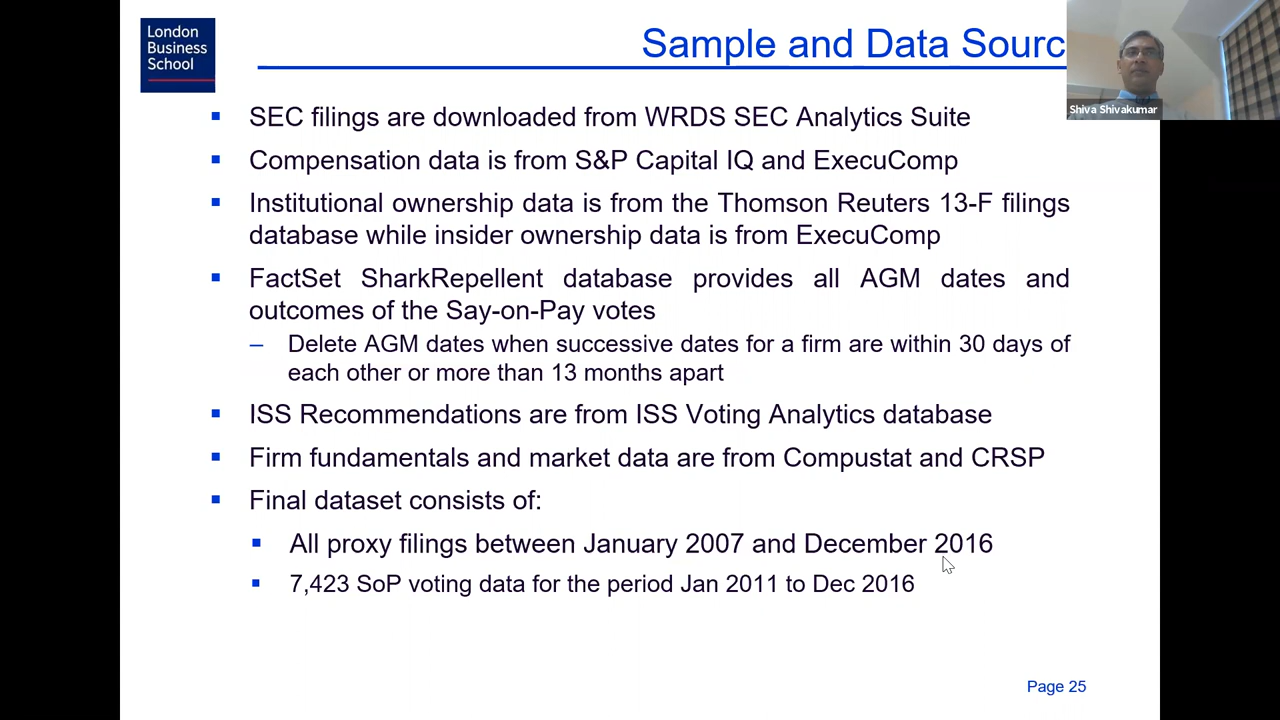 London
Business
School
Sample and Data Sourc
Shiva Shivakumar
SEC filings are downloaded from WRDS SEC Analytics Suite
Compensation data is from S&P Capital IQ and ExecuComp
Institutional ownership data is from the Thomson Reuters 13-F filings
database while insider ownership data is from ExecuComp
FactSet SharkRepellent database provides all AGM dates and
outcomes of the Say-on-Pay votes
– Delete AGM dates when successive dates for a firm are within 30 days of
each other or more than 13 months apart
ISS Recommendations are from ISS Voting Analytics database
Firm fundamentals and market data are from Compustat and CRSP
Final dataset consists of:
All proxy filings between January 2007 and December 2016
7,423 SoP voting data for the period Jan 2011 to Dec 2016
Page 25